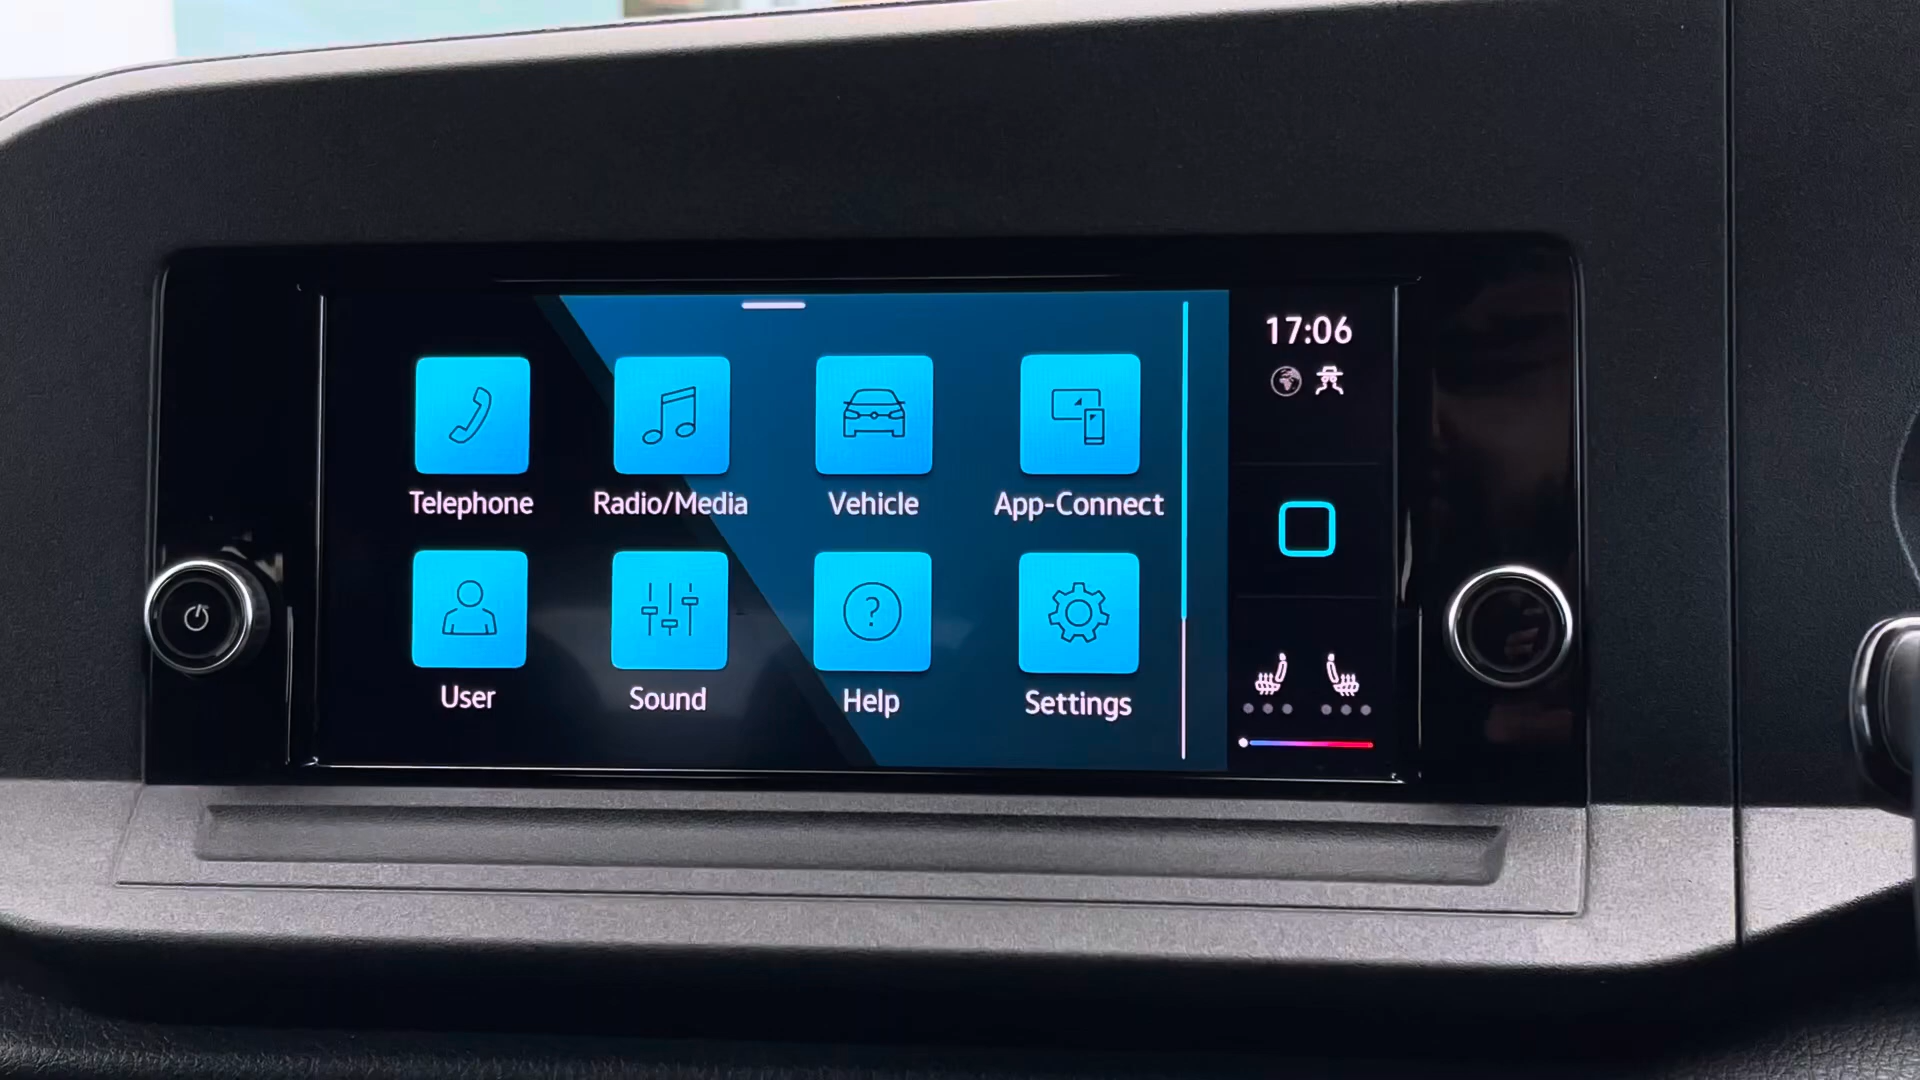 17:06
Telephone
Radio/Media
Vehicle
App-Connect
?
User
Sound
Help
Settings